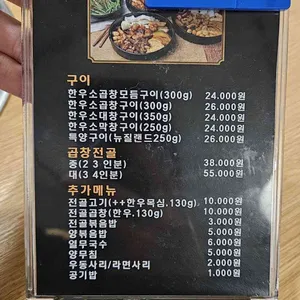 구이
한우소곱창모듬구이(300g) 24.000원
한우소곱창구이(350g) 26.000원
한우소대창구이(350g) 24.000원
한우소막창구이(250g) 24.000원
특양구이(뉴질랜드250g) 26.000원
곱창전골
중(2 3 인분) 38.000원
대(3 4인분) 55.000원
추가메뉴
전골고기(++한우목심.130g) 10.000원
전골곱창(한우.130g) 10.000원
전골볶음밥 3.000원
양볶음밥 5.000원
열무국수 6.000원
양무침 5.000원
우동사리/라면사리 2.000원
공기밥 1.000원